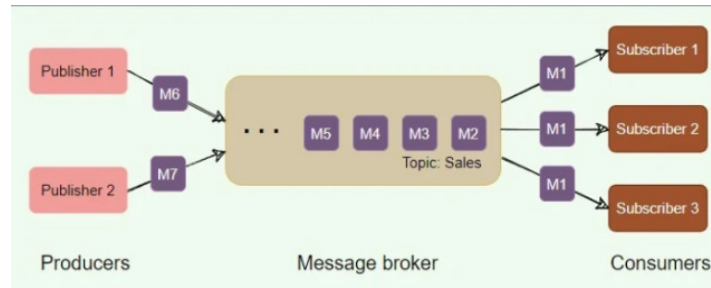 Publisher 1
M6
Publisher 2
M7
...
M5 M4 M3 M2
Topic: Sales
M1
M1
M1
Subscriber 1
Subscriber 2
Subscriber 3
Producers
Message broker
Consumers